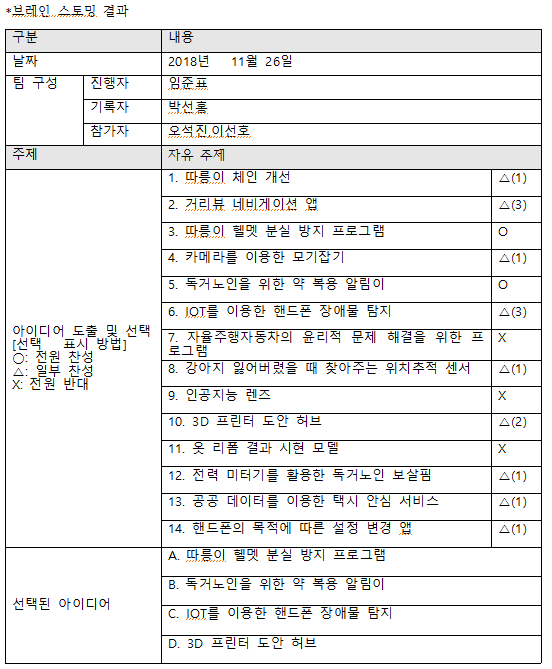 *브레인 스토밍 결과
구분 내용
날짜 2018년 11월 26일
팀 구성 진행자 임준표
기록자 박선홀
참가자 오석진,이선호
주제 자유 주제
아이디어 도출 및 선택
[선택 표시 방법]
○: 전원 찬성
△: 일부 찬성
X: 전원 반대
1. 따릉이 체인 개선 △(1)
2. 거리뷰 네비게이션 앱 △(3)
3. 따릉이 헬멧 분실 방지 프로그램 O
4. 카메라를 이용한 모기잡기 △(1)
5. 독거노인을 위한 약 복용 알림이 O
6. IOT를 이용한 핸드폰 장애물 탐지 △(3)
7. 자율주행자동차의 윤리적 문제 해결을 위한 프 X
로그램
8. 강아지 잃어버렸을 때 찾아주는 위치추적 센서 △(1)
9. 인공지능 렌즈 X
10. 3D 프린터 도안 허브 △(2)
11. 옷 리폼 결과 시현 모델 X
12. 전력 미터기를 활용한 독거노인 보살핌 △(1)
13. 공공 데이터를 이용한 택시 안심 서비스 △(1)
14. 핸드폰의 목적에 따른 설정 변경 앱 △(1)
선택된 아이디어
A. 따릉이 헬멧 분실 방지 프로그램
B. 독거노인을 위한 약 복용 알림이
C. IOT를 이용한 핸드폰 장애물 탐지
D. 3D 프린터 도안 허브